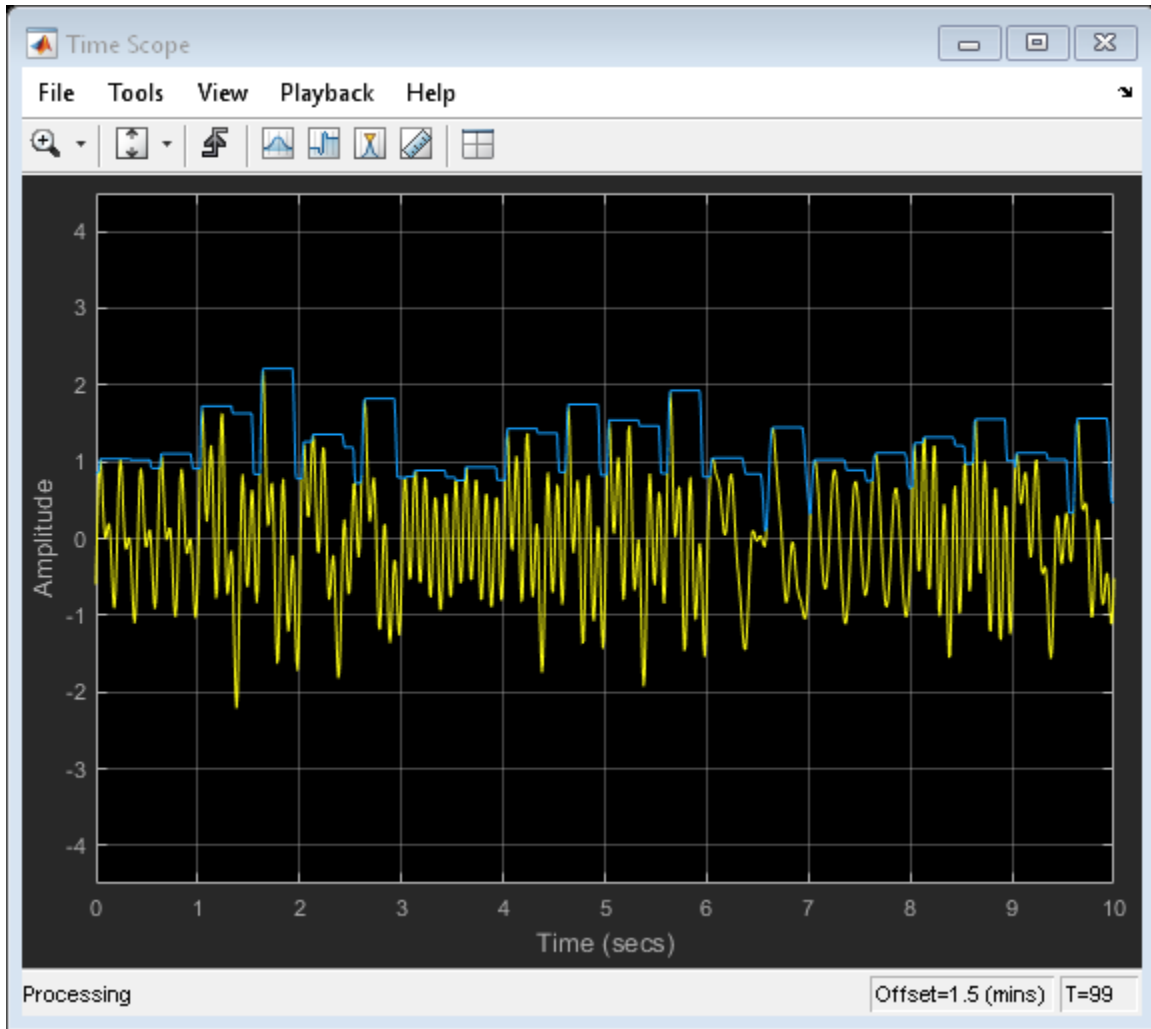 Time Scope
File Tools View Playback Help
4
3
2
1
0
-1
-2
-3
-4
Amplitude
0 1 2 3 4 5 6 7 8 9 10
Time (secs)
Processing Offset=1.5 (mins) T=99